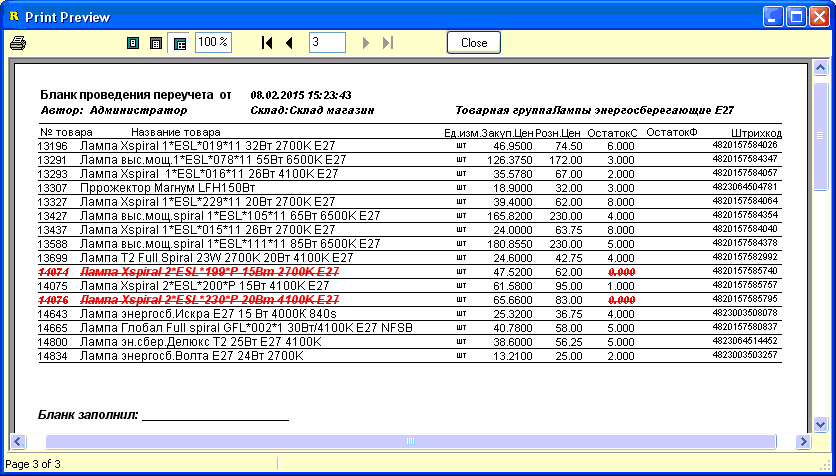 Print Preview
100 % 3 Close
Бланк проведения переучета от 08.02.2015 15:23:43
Автор: Администратор Склад:Склад магазин Товарная группаЛампы энергосберегающие E27
№ товара Название товара Ед.изм.Закуп.Цен Розн.Цен ОстатокС ОстатокФ Штрихкод
13196 Лампа Xspiral 1*ESL*019*11 32Вт 2700K E27 шт 46.9500 74.50 6.000 4820157584026
13291 Лампа выс.мощ.1*ESL*078*11 55Вт 6500K E27 шт 126.3750 172.00 3.000 4820157584347
13293 Лампа Xspiral 1*ESL*016*11 26Вт 4100K E27 шт 35.5780 67.00 2.000 4820157584057
13307 Пррожектор Магнум LFH150Вт шт 18.9000 32.00 3.000 4823064504781
13327 Лампа Xspiral 1*ESL*229*11 20Вт 2700K E27 шт 39.4000 62.00 8.000 4820157584064
13427 Лампа выс.мощ.spiral 1*ESL*105*11 65Вт 6500K E27 шт 165.8200 230.00 4.000 4820157584354
13437 Лампа Xspiral 1*ESL*015*11 26Вт 2700K E27 шт 24.0000 63.75 8.000 4820157584040
13588 Лампа выс.мощ.spiral 1*ESL*111*11 85Вт 6500K E27 шт 180.8550 230.00 5.000 4820157584378
13699 Лампа T2 Full Spiral 23W 2700K 20Вт 4100K E27 шт 24.6000 42.75 4.000 4820157582992
14074 Лампа Xspiral 2*ESL*199*P 15Вт 2700K E27 шт 47.5200 62.00 0.000 4820157585740
14075 Лампа Xspiral 2*ESL*200*P 15Вт 4100K E27 шт 61.5800 95.00 1.000 4820157585757
14076 Лампа Xspiral 2*ESL*230*P 20Вт 4100K E27 шт 65.6600 83.00 0.000 4820157585795
14643 Лампа энергосб.Искра E27 15 Вт 4000K 840s шт 25.3200 36.75 4.000 4823003508078
14665 Лампа Глобал Full spiral GFL*002*1 30Вт/4100K E27 NFSB шт 40.7800 58.00 5.000 4820157580837
14800 Лампа эн.сбер.Делюкс T2 25Вт E27 4100K шт 38.6000 56.25 5.000 4823064514452
14834 Лампа энергосб.Волта E27 24Вт 2700K шт 13.2100 25.00 2.000 4823003503257
Бланк заполнил:
Page 3 of 3